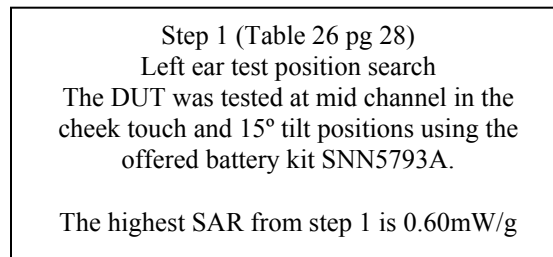 Step 1 (Table 26 pg 28)
Left ear test position search
The DUT was tested at mid channel in the
cheek touch and 15º tilt positions using the
offered battery kit SNN5793A.
The highest SAR from step 1 is 0.60mW/g